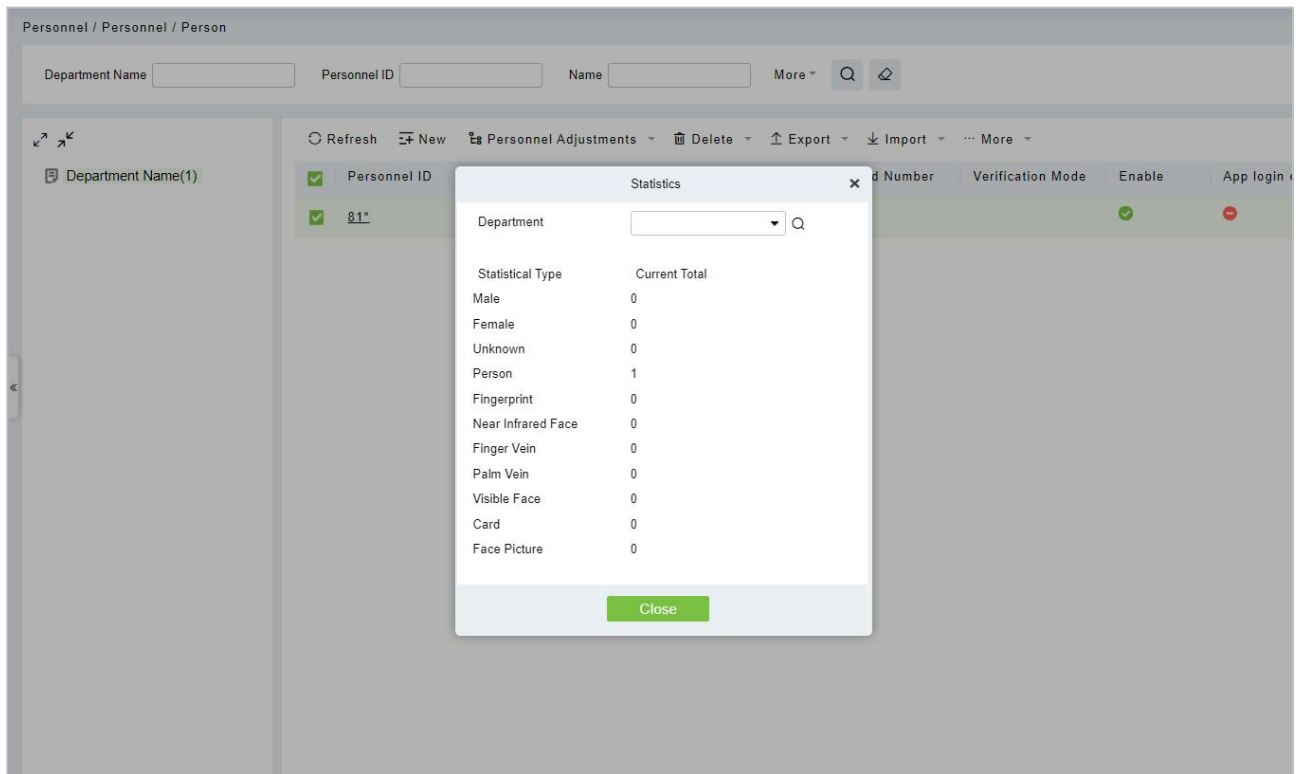 Personnel / Personnel / Person
Department Name Personnel ID Name More
Refresh New Personnel Adjustments Delete Export Import ··· More
Department Name(1)
Personnel ID d Number Verification Mode Enable App login
81*
Statistics
Department
Statistical Type Current Total
Male 0
Female 0
Unknown 0
Person 1
Fingerprint 0
Near Infrared Face 0
Finger Vein 0
Palm Vein 0
Visible Face 0
Card 0
Face Picture 0
Close